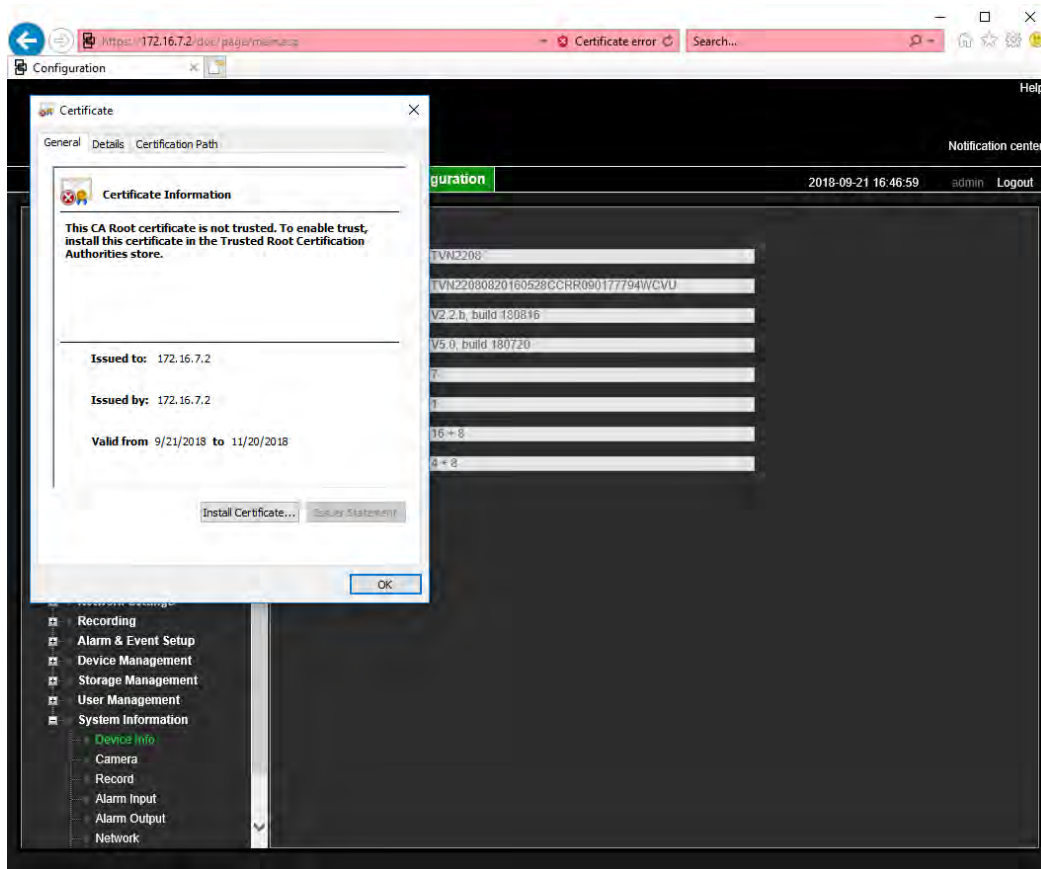 https://172.16.7.2/doc/page/main.asp
Certificate error
Search...
Configuration
Help
Certificate
General Details Certification Path
Notification center
Certificate Information
guration
2018-09-21 16:46:59 admin Logout
This CA Root certificate is not trusted. To enable trust,
install this certificate in the Trusted Root Certification
Authorities store.
TVN2208
TVN22080820160528CCRR090177794WCVU
V2.2.b, build 180816
V5.0, build 180720
Issued to: 172.16.7.2
7
Issued by: 172.16.7.2
1
Valid from 9/21/2018 to 11/20/2018
16 + 8
4 + 8
Install Certificate... Issuer Statement
OK
Network Settings
Recording
Alarm & Event Setup
Device Management
Storage Management
User Management
System Information
Device Info
Camera
Record
Alarm Input
Alarm Output
Network